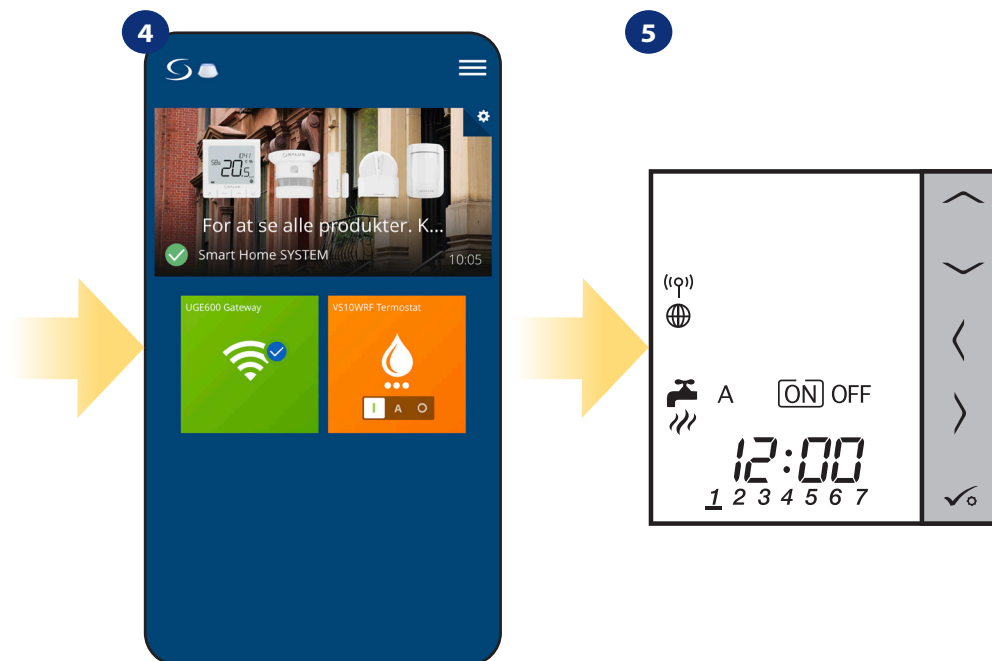 4
5
For at se alle produkter. K...
Smart Home SYSTEM
10:05
UGE600 Gateway
VS10WRF Termostat
I A O
A ON OFF
12:00
1 2 3 4 5 6 7